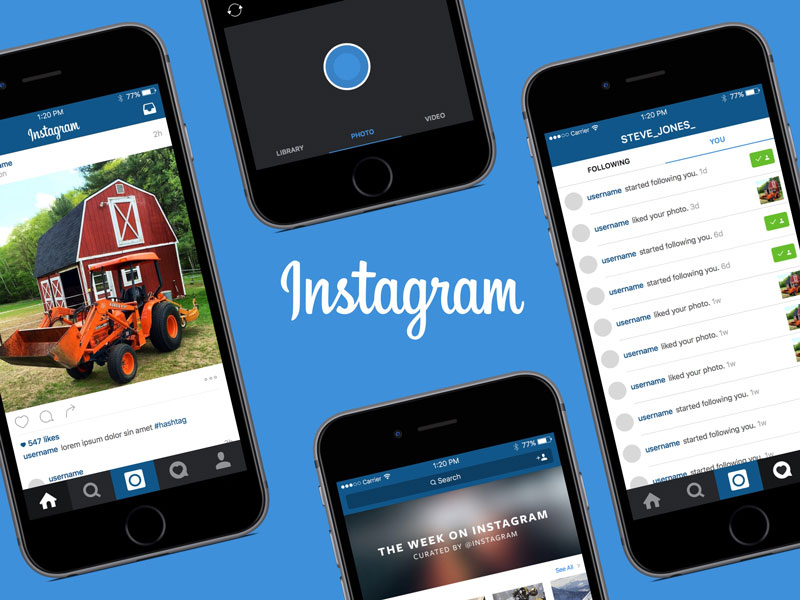 1:20 PM
77%
Instagram
2h
547 likes
username lorem ipsum dolor sin amet #hashtag
username
LIBRARY
PHOTO
VIDEO
Instagram
Carrier
1:20 PM
77%
STEVE_JONES_
FOLLOWING
YOU
username started following you. 1d
username liked your photo. 3d
username started following you. 6d
username started following you. 6d
username liked your photo. 1w
username liked your photo. 1w
username started following you. 1w
username started following you. 1w
username started following you. 1w
Carrier
1:20 PM
77%
Search
THE WEEK ON INSTAGRAM
CURATED BY @INSTAGRAM
See All